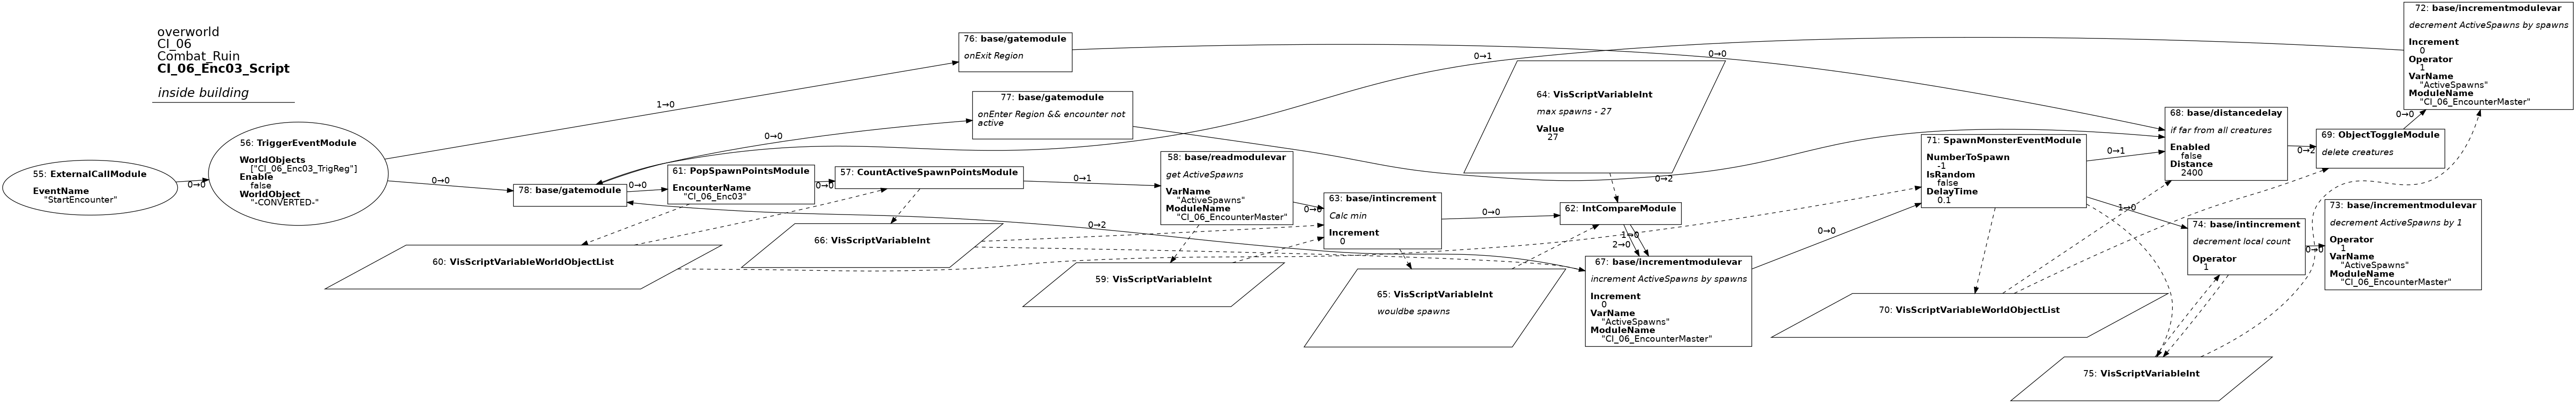 overworld
CI_06
Combat_Ruin
CI_06_Enc03_Script
inside building
55: ExternalCallModule
EventName
"StartEncounter"
0→0
56: TriggerEventModule
WorldObjects
["CI_06_Enc03_TrigReg"]
Enable
false
WorldObject
"-CONVERTED-"
1→0
0→0
78: base/gatemodule
0→0
0→0
76: base/gatemodule
onExit Region
77: base/gatemodule
onEnter Region && encounter not
active
61: PopSpawnPointsModule
EncounterName
"CI_06_Enc03"
0→0
57: CountActiveSpawnPointsModule
0→1
60: VisScriptVariableWorldObjectList
66: VisScriptVariableInt
0→2
58: base/readmodulevar
get ActiveSpawns
VarName
"ActiveSpawns"
ModuleName
"CI_06_EncounterMaster"
0→0
59: VisScriptVariableInt
63: base/intincrement
Calc min
Increment
0
0→0
0→1
65: VisScriptVariableInt
wouldbe spawns
64: VisScriptVariableInt
max spawns - 27
Value
27
62: IntCompareModule
1→0
2→0
0→2
0→0
67: base/incrementmodulevar
increment ActiveSpawns by spawns
Increment
0
VarName
"ActiveSpawns"
ModuleName
"CI_06_EncounterMaster"
0→0
71: SpawnMonsterEventModule
NumberToSpawn
-1
IsRandom
false
DelayTime
0.1
0→1
1→0
70: VisScriptVariableWorldObjectList
68: base/distancedelay
if far from all creatures
Enabled
false
Distance
2400
0→2
69: ObjectToggleModule
delete creatures
0→0
74: base/intincrement
decrement local count
Operator
1
0→0
75: VisScriptVariableInt
72: base/incrementmodulevar
decrement ActiveSpawns by spawns
Increment
0
Operator
1
VarName
"ActiveSpawns"
ModuleName
"CI_06_EncounterMaster"
73: base/incrementmodulevar
decrement ActiveSpawns by 1
Operator
1
VarName
"ActiveSpawns"
ModuleName
"CI_06_EncounterMaster"